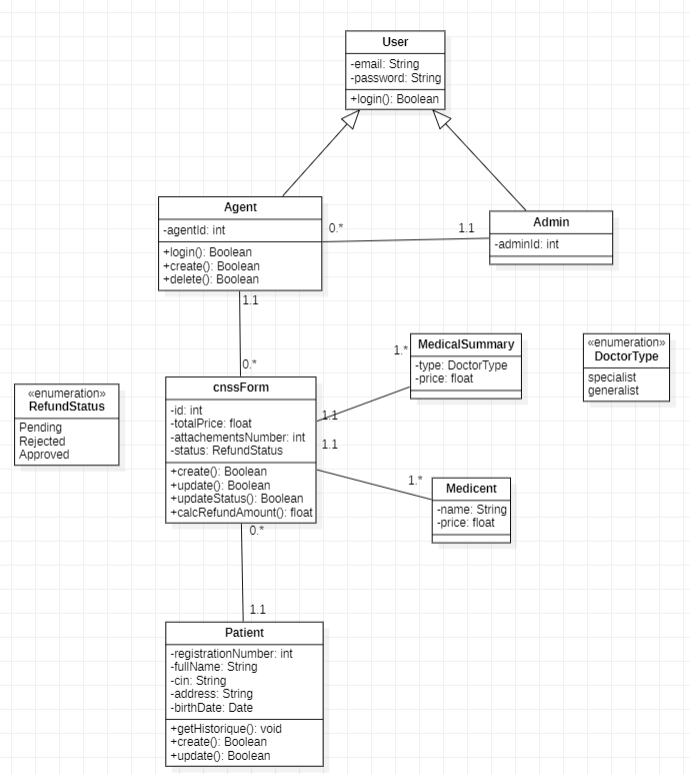 User
-email: String
-password: String
+login(): Boolean
Agent
-agentId: int
+login(): Boolean
+create(): Boolean
+delete(): Boolean
0.*
1.1
Admin
-adminId: int
1.1
0.*
MedicalSummary
-type: DoctorType
-price: float
1.*
«enumeration»
DoctorType
specialist
generalist
«enumeration»
RefundStatus
Pending
Rejected
Approved
cnssForm
-id: int
-totalPrice: float
-attachementsNumber: int
-status: RefundStatus
+create(): Boolean
+update(): Boolean
+updateStatus(): Boolean
+calcRefundAmount(): float
1.1
1.1
1.*
Medicent
-name: String
-price: float
0.*
1.1
Patient
-registrationNumber: int
-fullName: String
-cin: String
-address: String
-birthDate: Date
+getHistorique(): void
+create(): Boolean
+update(): Boolean